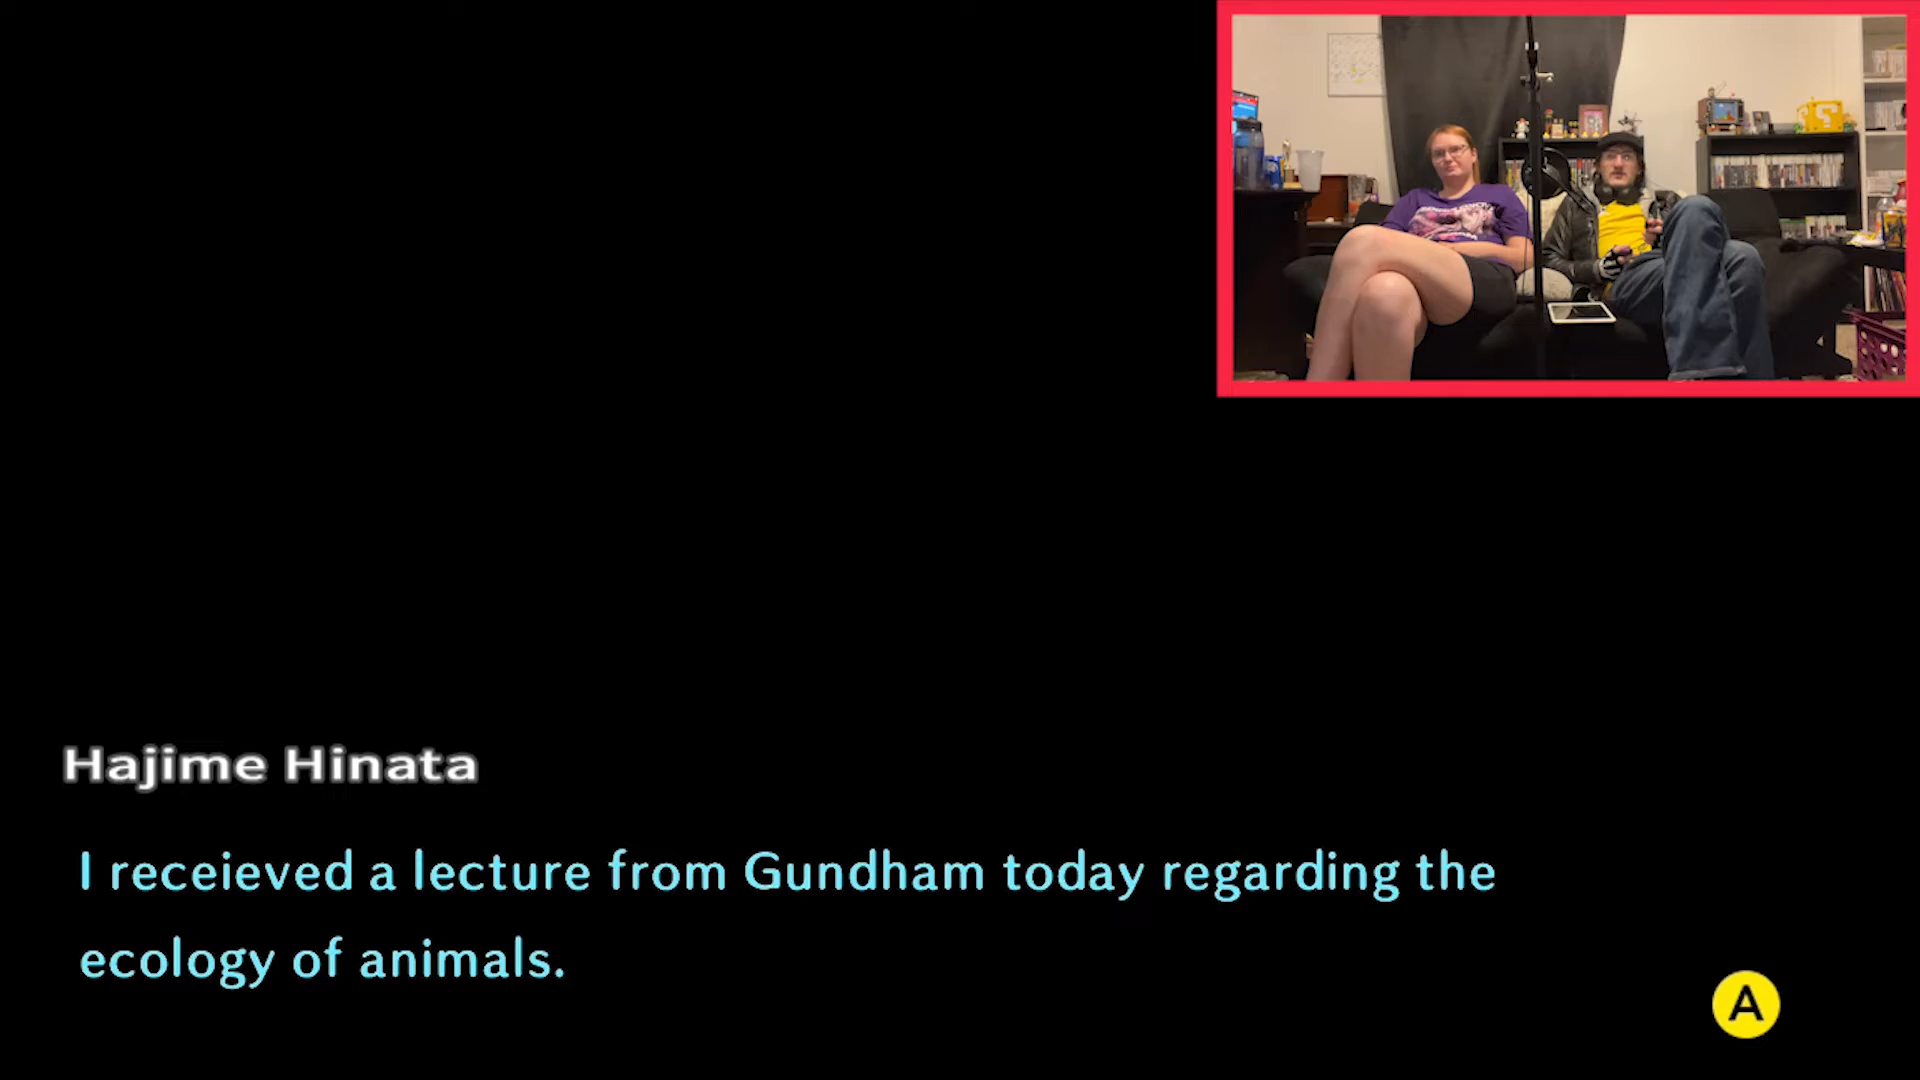 Hajime Hinata
I receieved a lecture from Gundham today regarding the
ecology of animals.
A